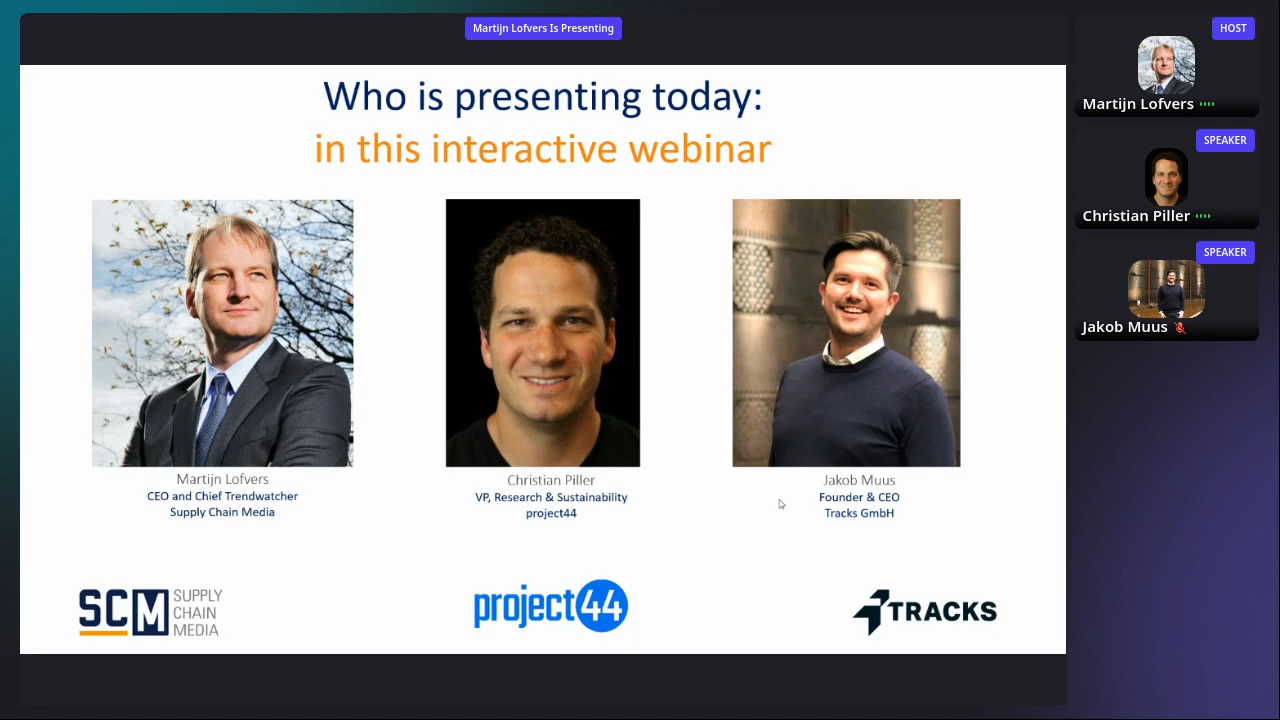 Martijn Lofvers Is Presenting
Who is presenting today:
in this interactive webinar
Martijn Lofvers
CEO and Chief Trendwatcher
Supply Chain Media
Christian Piller
VP, Research & Sustainability
project44
Jakob Muus
Founder & CEO
Tracks GmbH
SCM
SUPPLY
CHAIN
MEDIA
project44
TRACKS
HOST
Martijn Lofvers
SPEAKER
Christian Piller
SPEAKER
Jakob Muus